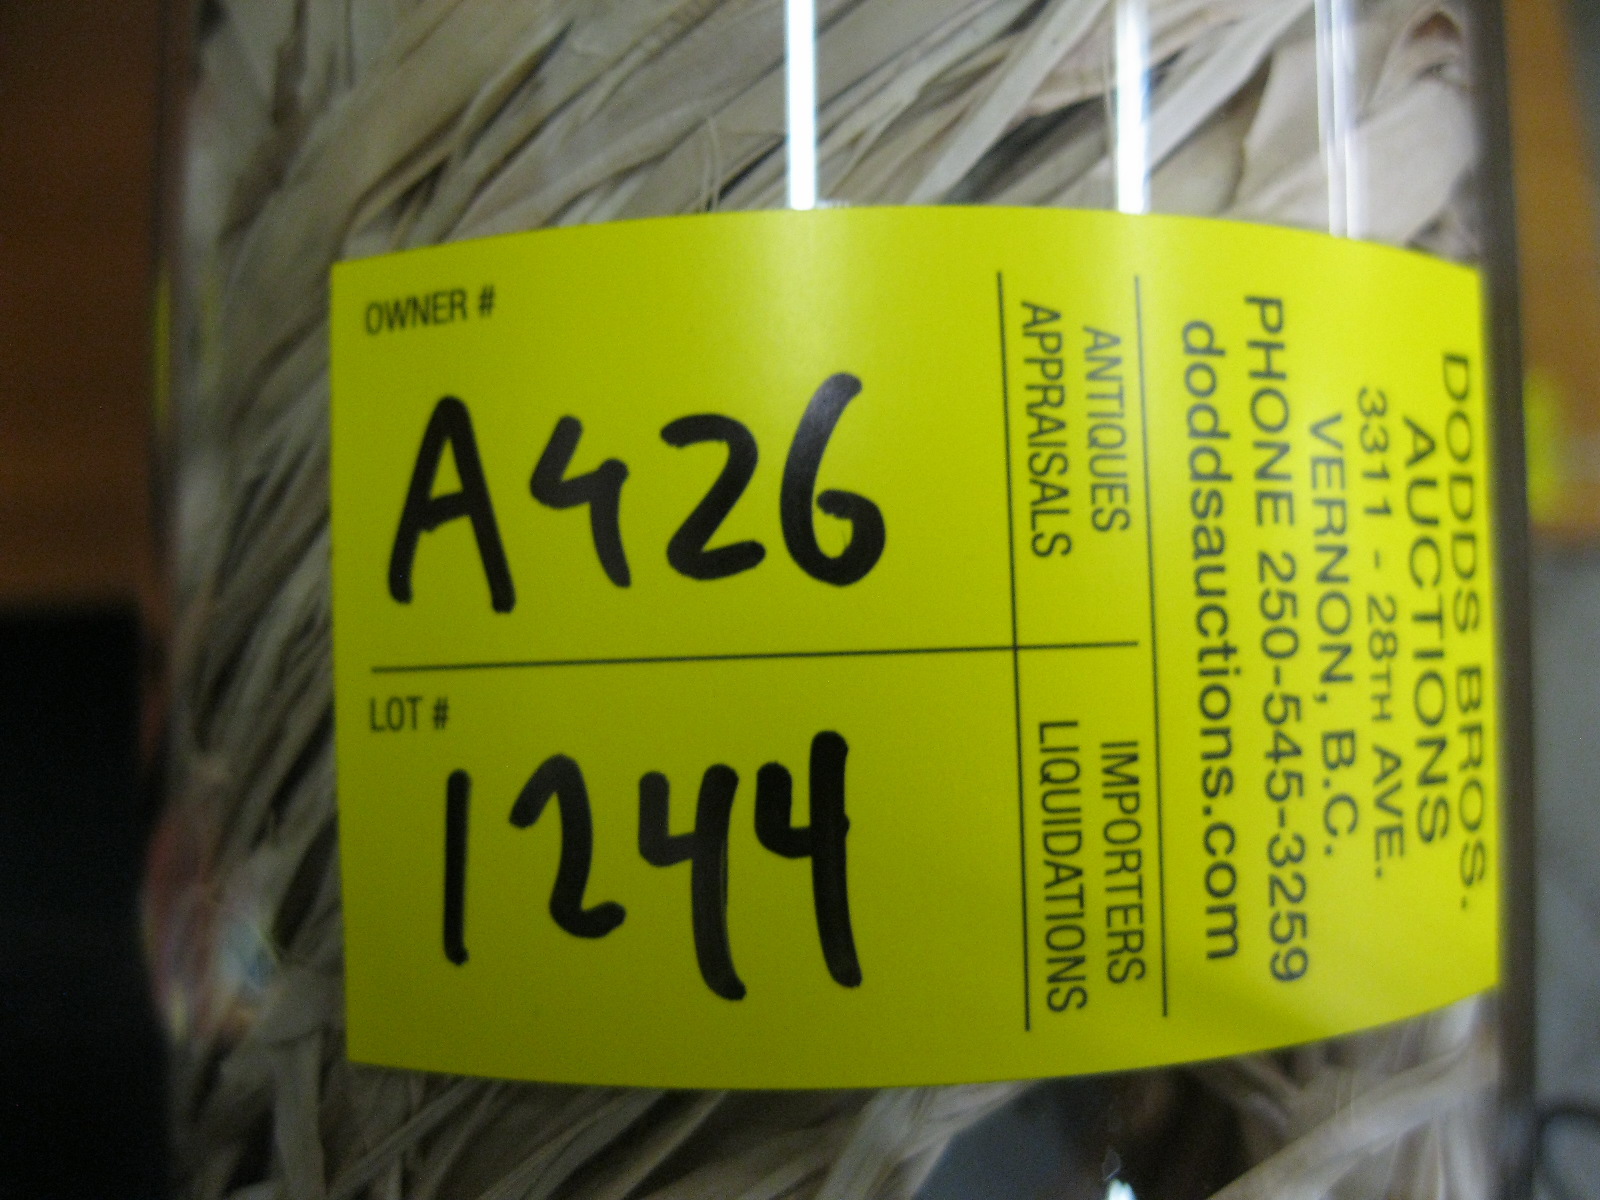 OWNER #
A426
LOT #
1244
ANTIQUES
APPRAISALS
IMPORTERS
LIQUIDATIONS
DODDS BROS.
AUCTIONS
3311 - 28TH AVE.
VERNON, B.C.
PHONE 250-545-3259
doddsauctions.com